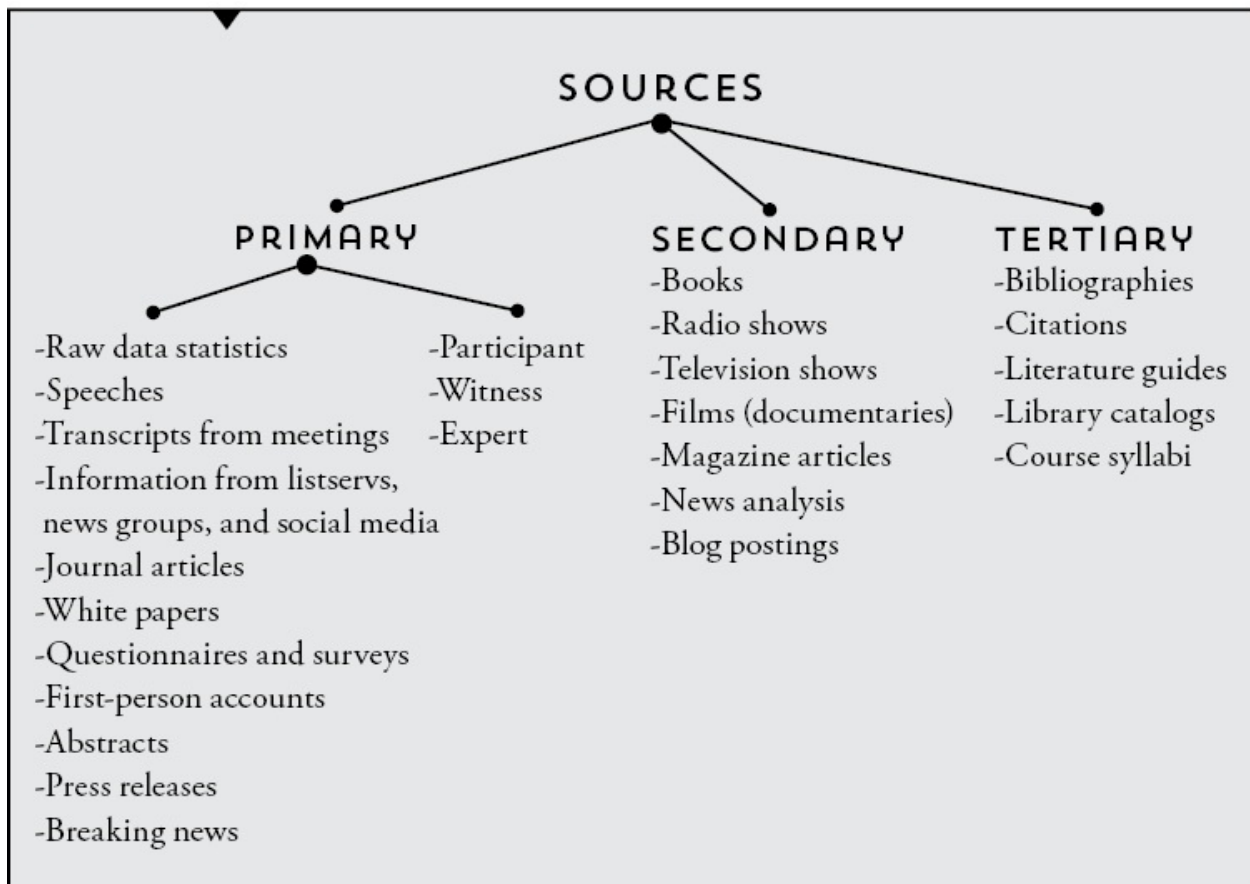 SOURCES
PRIMARY
-Raw data statistics
-Speeches
-Transcripts from meetings
-Information from listservs,
news groups, and social media
-Journal articles
-White papers
-Questionnaires and surveys
-First-person accounts
-Abstracts
-Press releases
-Breaking news
-Participant
-Witness
-Expert
SECONDARY
-Books
-Radio shows
-Television shows
-Films (documentaries)
-Magazine articles
-News analysis
-Blog postings
TERTIARY
-Bibliographies
-Citations
-Literature guides
-Library catalogs
-Course syllabi